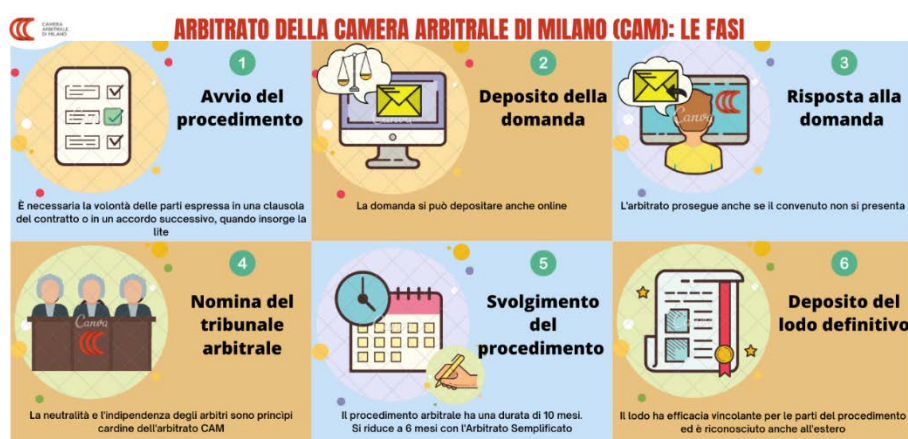 CAMERA
ARBITRALE
DI MILANO
ARBITRATO DELLA CAMERA ARBITRALE DI MILANO (CAM): LE FASI
1
Avvio del
procedimento
È necessaria la volontà delle parti espressa in una clausola
del contratto o in un accordo successivo, quando insorge la
lite
2
Canva
Deposito della
domanda
La domanda si può depositare anche online
3
Canva
Risposta alla
domanda
L'arbitrato prosegue anche se il convenuto non si presenta
4
Canva
Nomina del
tribunale
arbitrale
La neutralità e l'indipendenza degli arbitri sono principi
cardine dell'arbitrato CAM
5
Svolgimento
del
procedimento
Il procedimento arbitrale ha una durata di 10 mesi.
Si riduce a 6 mesi con l'Arbitrato Semplificato
6
Deposito del
lodo definitivo
Il lodo ha efficacia vincolante per le parti del procedimento
ed è riconosciuto anche all'estero